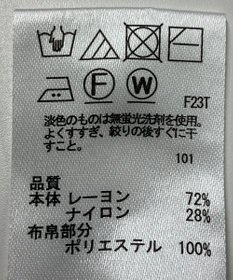 F W F23T
淡色のものは無蛍光洗剤を使用。
よくすすぎ、絞りの後すぐに干
すこと。
101
品質
本体 レーヨン 72%
ナイロン 28%
布帛部分
ポリエステル 100%